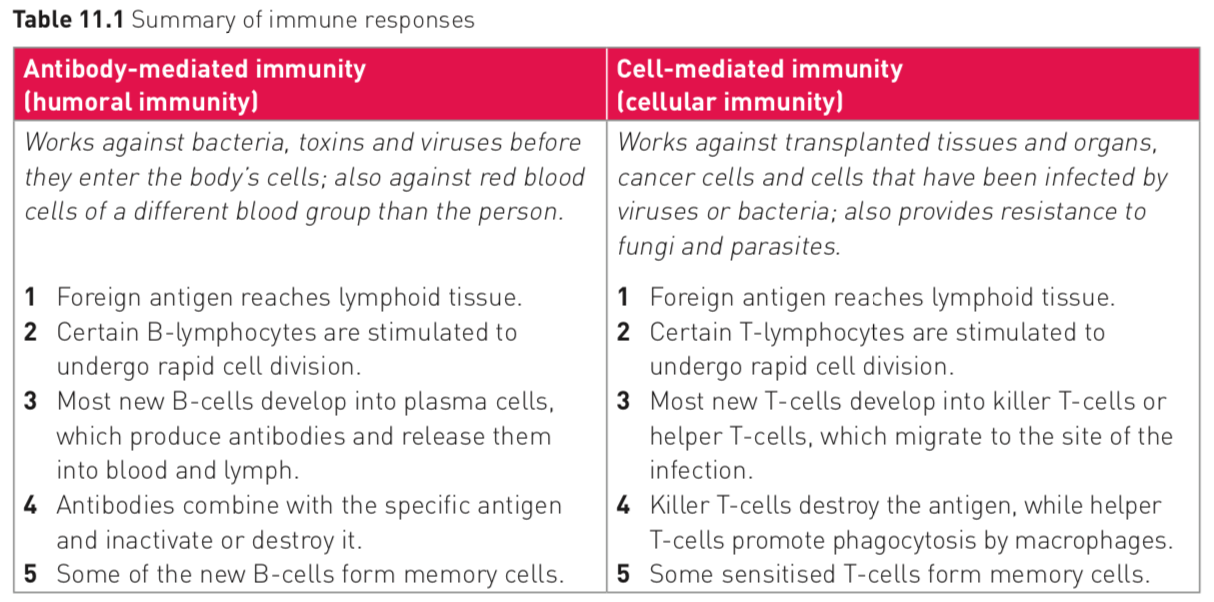 Table 11.1 Summary of immune responses
Antibody-mediated immunity
(humoral immunity)
Works against bacteria, toxins and viruses before
they enter the body’s cells; also against red blood
cells of a different blood group than the person.
1 Foreign antigen reaches lymphoid tissue.
2 Certain B-lymphocytes are stimulated to
undergo rapid cell division.
3 Most new B-cells develop into plasma cells,
which produce antibodies and release them
into blood and lymph.
4 Antibodies combine with the specific antigen
and inactivate or destroy it.
5 Some of the new B-cells form memory cells.
Cell-mediated immunity
(cellular immunity)
Works against transplanted tissues and organs,
cancer cells and cells that have been infected by
viruses or bacteria; also provides resistance to
fungi and parasites.
1 Foreign antigen reaches lymphoid tissue.
2 Certain T-lymphocytes are stimulated to
undergo rapid cell division.
3 Most new T-cells develop into killer T-cells or
helper T-cells, which migrate to the site of the
infection.
4 Killer T-cells destroy the antigen, while helper
T-cells promote phagocytosis by macrophages.
5 Some sensitised T-cells form memory cells.